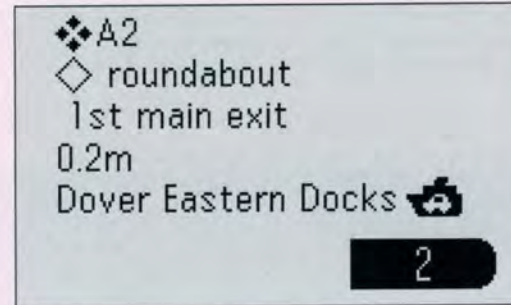 A2
roundabout
1st main exit
0.2m
Dover Eastern Docks
2